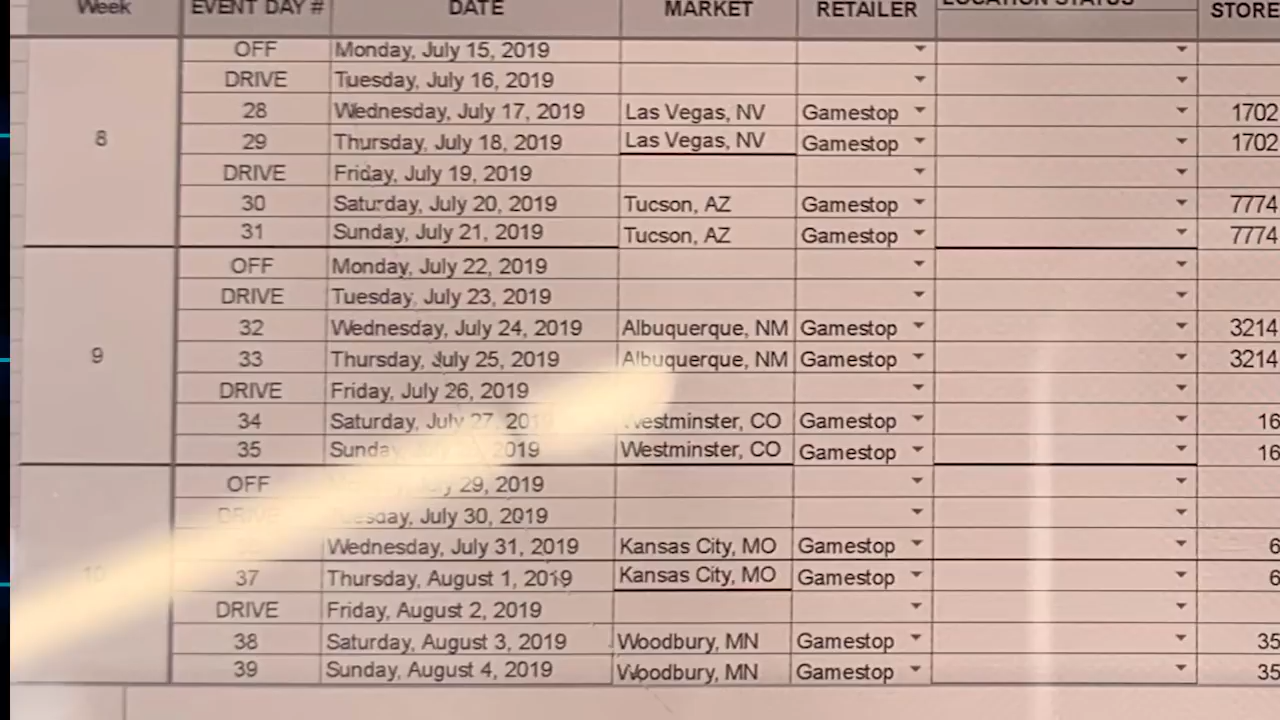 Week EVENT DAY # DATE MARKET RETAILER LOCATION STATUS STORE
OFF Monday, July 15, 2019
DRIVE Tuesday, July 16, 2019
28 Wednesday, July 17, 2019 Las Vegas, NV Gamestop 1702
8
29 Thursday, July 18, 2019 Las Vegas, NV Gamestop 1702
DRIVE Friday, July 19, 2019
30 Saturday, July 20, 2019 Tucson, AZ Gamestop 7774
31 Sunday, July 21, 2019 Tucson, AZ Gamestop 7774
OFF Monday, July 22, 2019
DRIVE Tuesday, July 23, 2019
32 Wednesday, July 24, 2019 Albuquerque, NM Gamestop 3214
9
33 Thursday, July 25, 2019 Albuquerque, NM Gamestop 3214
DRIVE Friday, July 26, 2019
34 Saturday, July 27, 2019 Westminster, CO Gamestop 16
35 Sunday 2019 Westminster, CO Gamestop 16
OFF 29, 2019
DRIVE Tuesday, July 30, 2019
Wednesday, July 31, 2019 Kansas City, MO Gamestop 6
10
37 Thursday, August 1, 2019 Kansas City, MO Gamestop 6
DRIVE Friday, August 2, 2019
38 Saturday, August 3, 2019 Woodbury, MN Gamestop 35
39 Sunday, August 4, 2019 Woodbury, MN Gamestop 35